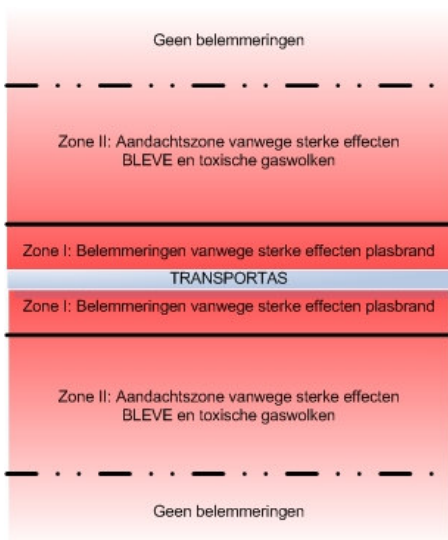 Geen belemmeringen
Zone II: Aandachtszone vanwege sterke effecten
BLEVE en toxische gaswolken
Zone I: Belemmeringen vanwege sterke effecten plasbrand
TRANSPORTAS
Zone I: Belemmeringen vanwege sterke effecten plasbrand
Zone II: Aandachtszone vanwege sterke effecten
BLEVE en toxische gaswolken
Geen belemmeringen